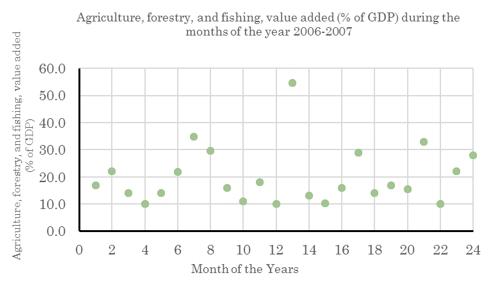 Agriculture, forestry, and fishing, value added (% of GDP) during the
months of the year 2006-2007
Agriculture, forestry, and fishing, value added
(% of GDP)
60.0
50.0
40.0
30.0
20.0
10.0
0.0
0 2 4 6 8 10 12 14 16 18 20 22 24
Month of the Years